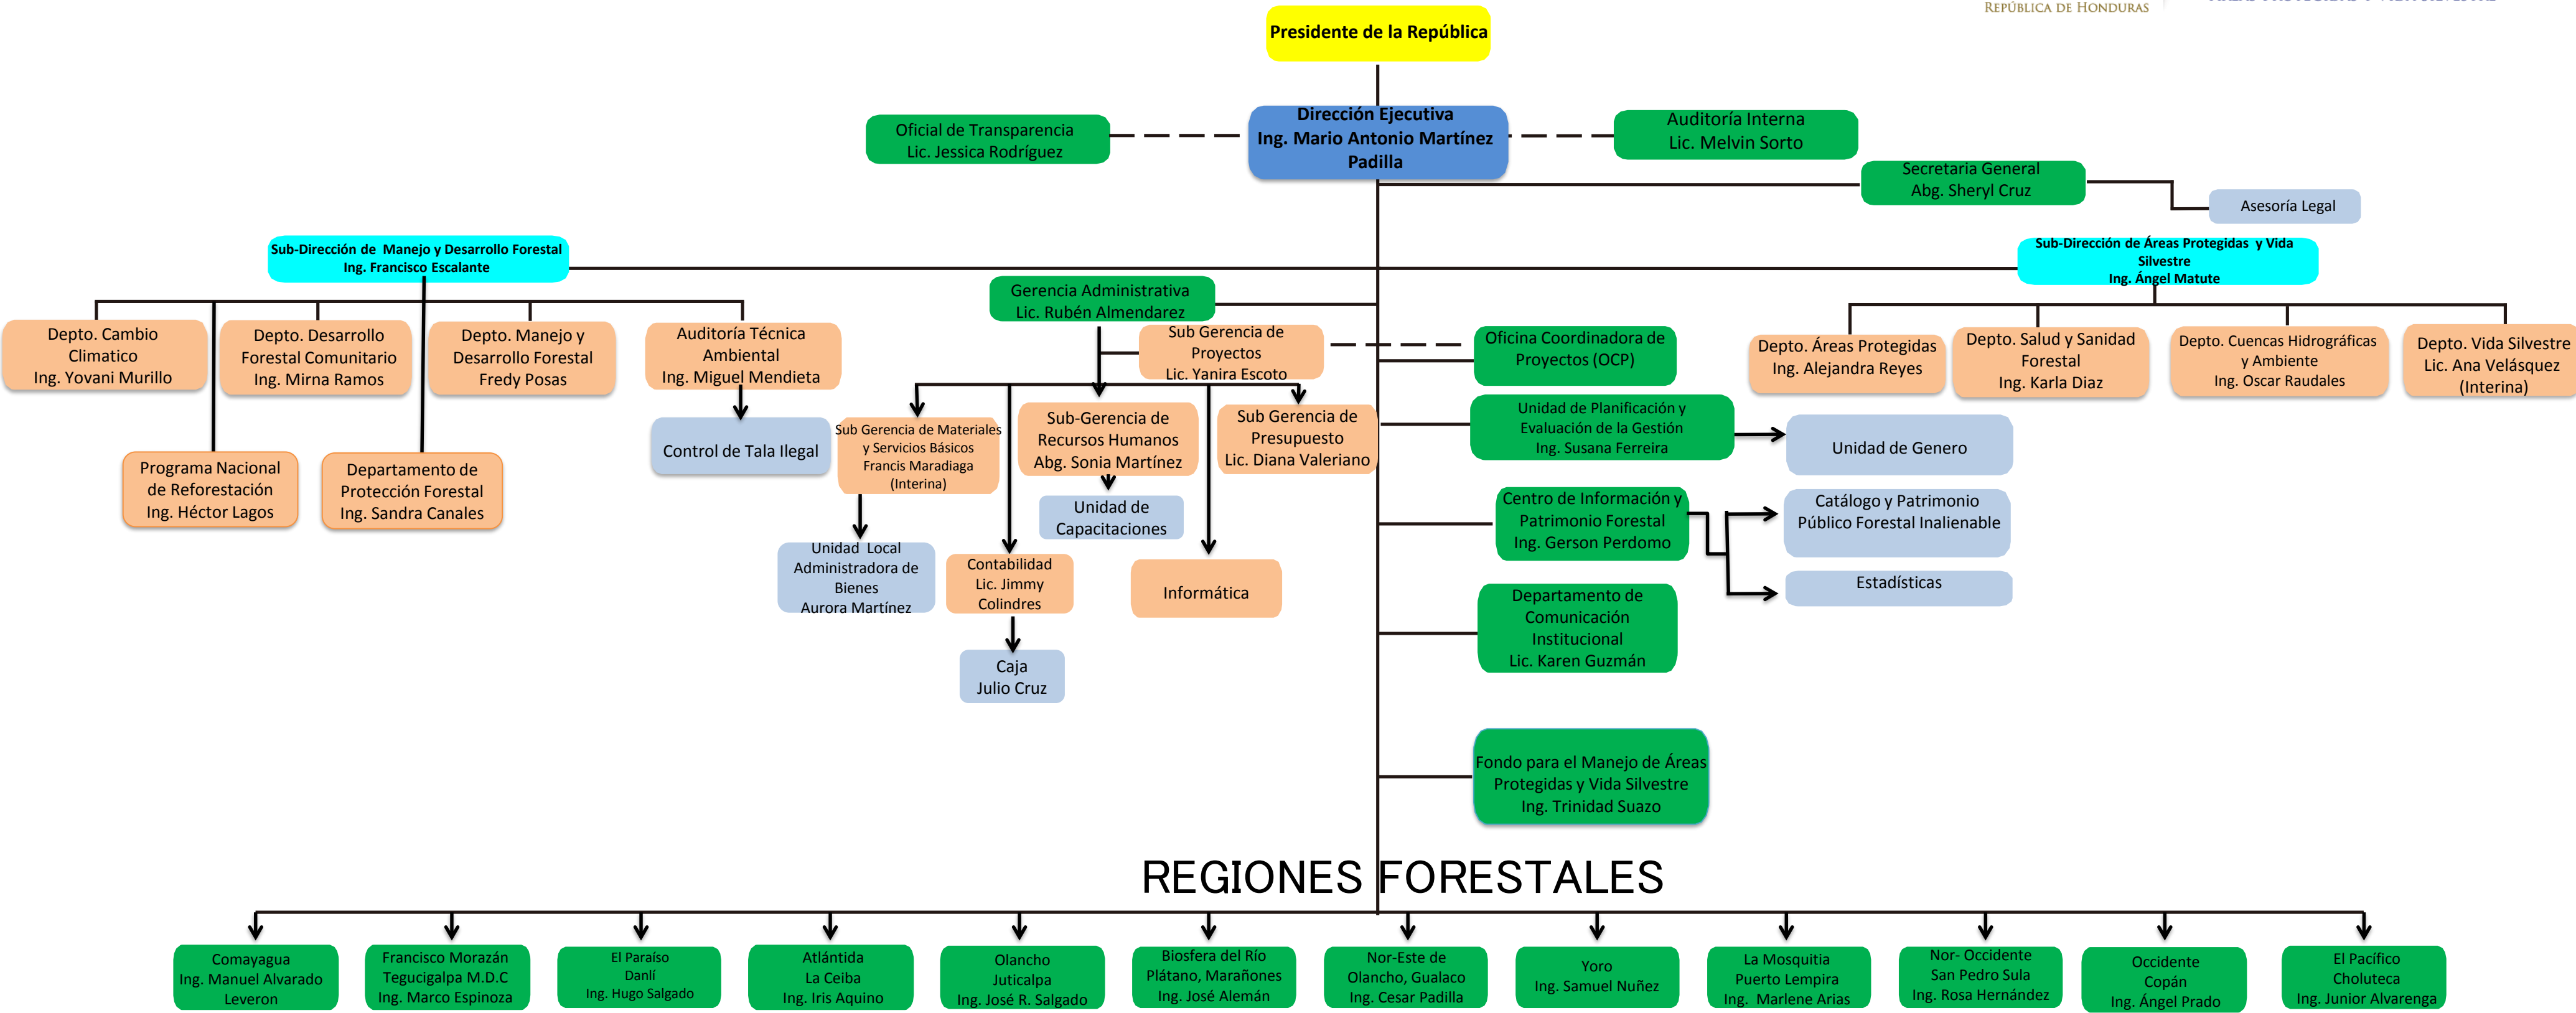 REPÚBLICA DE HONDURAS
Presidente de la República
Dirección Ejecutiva
Ing. Mario Antonio Martínez
Padilla
Oficial de Transparencia
Lic. Jessica Rodríguez
Auditoría Interna
Lic. Melvin Sorto
Secretaria General
Abg. Sheryl Cruz
Asesoría Legal
Sub-Dirección de Manejo y Desarrollo Forestal
Ing. Francisco Escalante
Sub-Dirección de Áreas Protegidas y Vida
Silvestre
Ing. Ángel Matute
Gerencia Administrativa
Lic. Rubén Almendarez
Depto. Cambio
Climatico
Ing. Yovani Murillo
Depto. Desarrollo
Forestal Comunitario
Ing. Mirna Ramos
Depto. Manejo y
Desarrollo Forestal
Fredy Posas
Auditoría Técnica
Ambiental
Ing. Miguel Mendieta
Sub Gerencia de
Proyectos
Lic. Yanira Escoto
Oficina Coordinadora de
Proyectos (OCP)
Depto. Áreas Protegidas
Ing. Alejandra Reyes
Depto. Salud y Sanidad
Forestal
Ing. Karla Diaz
Depto. Cuencas Hidrográficas
y Ambiente
Ing. Oscar Raudales
Depto. Vida Silvestre
Lic. Ana Velásquez
(Interina)
Control de Tala Ilegal
Sub Gerencia de Materiales
y Servicios Básicos
Francis Maradiaga
(Interina)
Sub-Gerencia de
Recursos Humanos
Abg. Sonia Martínez
Sub Gerencia de
Presupuesto
Lic. Diana Valeriano
Unidad de Planificación y
Evaluación de la Gestión
Ing. Susana Ferreira
Unidad de Genero
Programa Nacional
de Reforestación
Ing. Héctor Lagos
Departamento de
Protección Forestal
Ing. Sandra Canales
Unidad de
Capacitaciones
Centro de Información y
Patrimonio Forestal
Ing. Gerson Perdomo
Catálogo y Patrimonio
Público Forestal Inalienable
Estadísticas
Unidad Local
Administradora de
Bienes
Aurora Martínez
Contabilidad
Lic. Jimmy
Colindres
Informática
Departamento de
Comunicación
Institucional
Lic. Karen Guzmán
Caja
Julio Cruz
Fondo para el Manejo de Áreas
Protegidas y Vida Silvestre
Ing. Trinidad Suazo
REGIONES FORESTALES
Comayagua
Ing. Manuel Alvarado
Leveron
Francisco Morazán
Tegucigalpa M.D.C
Ing. Marco Espinoza
El Paraíso
Danlí
Ing. Hugo Salgado
Atlántida
La Ceiba
Ing. Iris Aquino
Olancho
Juticalpa
Ing. José R. Salgado
Biosfera del Río
Plátano, Marañones
Ing. José Alemán
Nor-Este de
Olancho, Gualaco
Ing. Cesar Padilla
Yoro
Ing. Samuel Nuñez
La Mosquitia
Puerto Lempira
Ing. Marlene Arias
Nor- Occidente
San Pedro Sula
Ing. Rosa Hernández
Occidente
Copán
Ing. Ángel Prado
El Pacífico
Choluteca
Ing. Junior Alvarenga